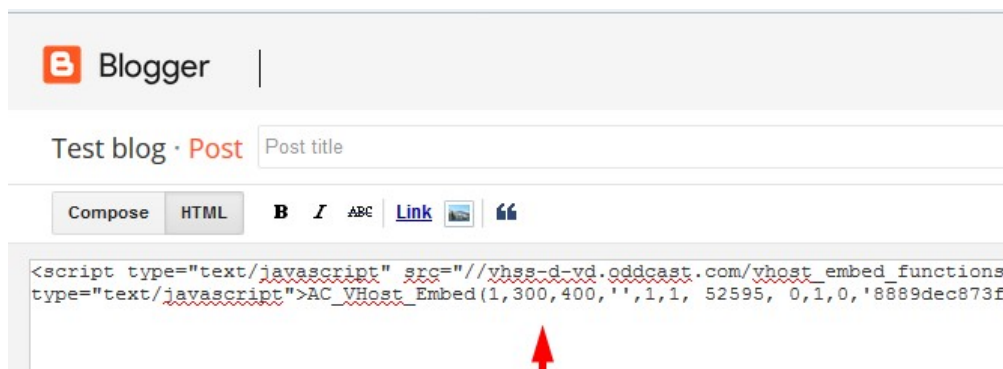 Blogger
Test blog · Post Post title
Compose HTML B I ABC Link
<script type="text/javascript" src="//vhss-d-vd.oddcast.com/vhost_embed_functions
type="text/javascript">AC_VHost_Embed(1,300,400,'',1,1, 52595, 0,1,0,'8889dec873f